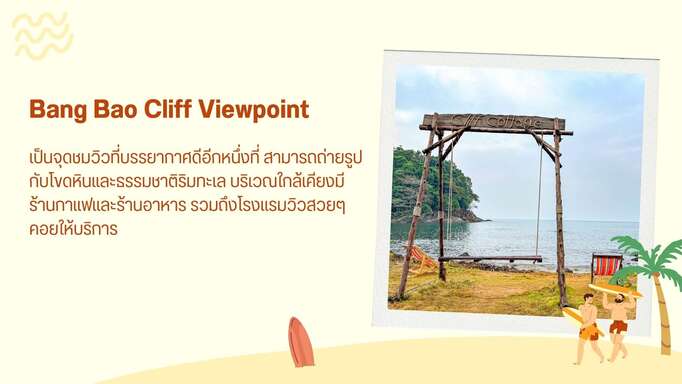 Bang Bao Cliff Viewpoint
เป็นจุดชมวิวที่บรรยากาศดีอีกหนึ่งที่ สามารถถ่ายรูป
กับโขดหินและธรรมชาติริมทะเล บริเวณใกล้เคียงมี
ร้านกาแฟและร้านอาหาร รวมถึงโรงแรมวิวสวยๆ
คอยให้บริการ
Cliff Cottage